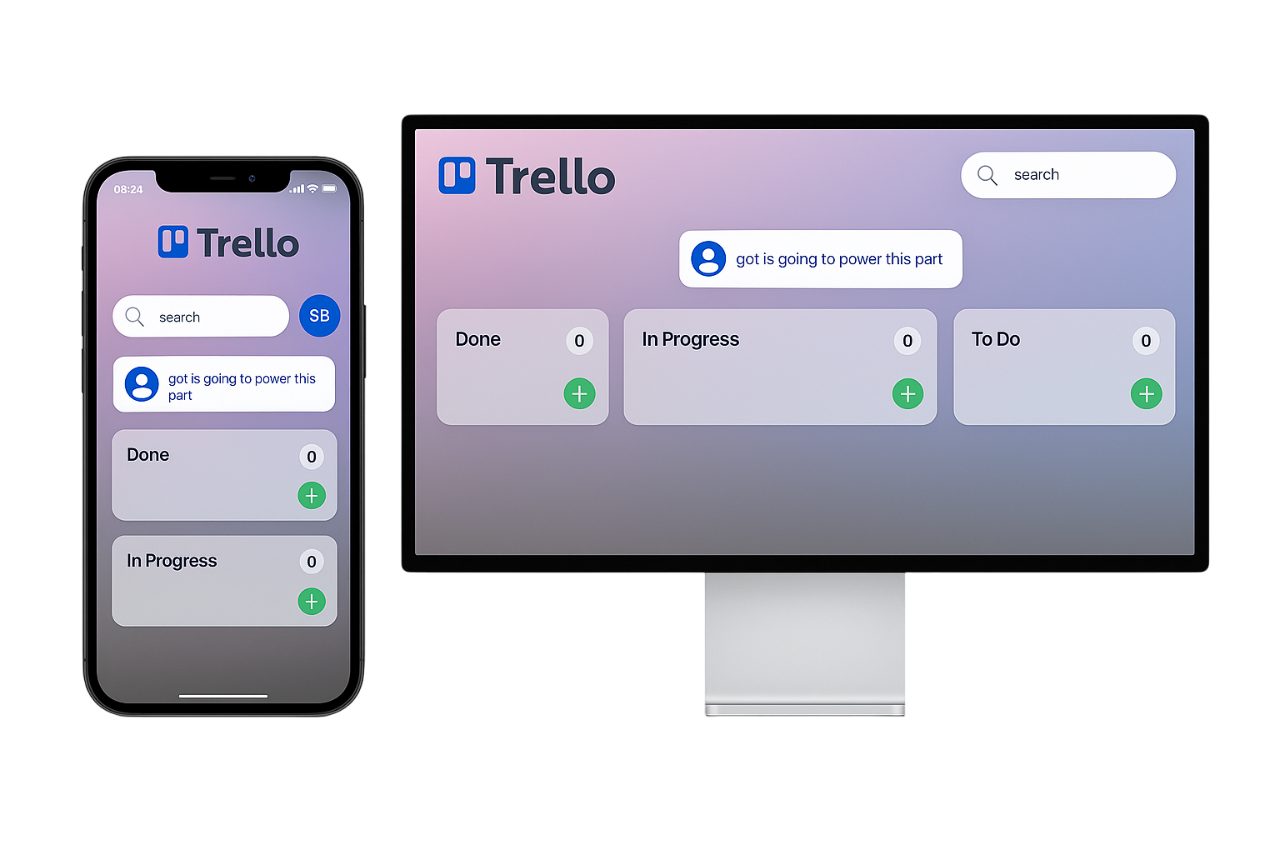 08:24
Trello
search
SB
got is going to power this
part
Done
0
In Progress
0
Trello
search
got is going to power this part
Done
0
In Progress
0
To Do
0